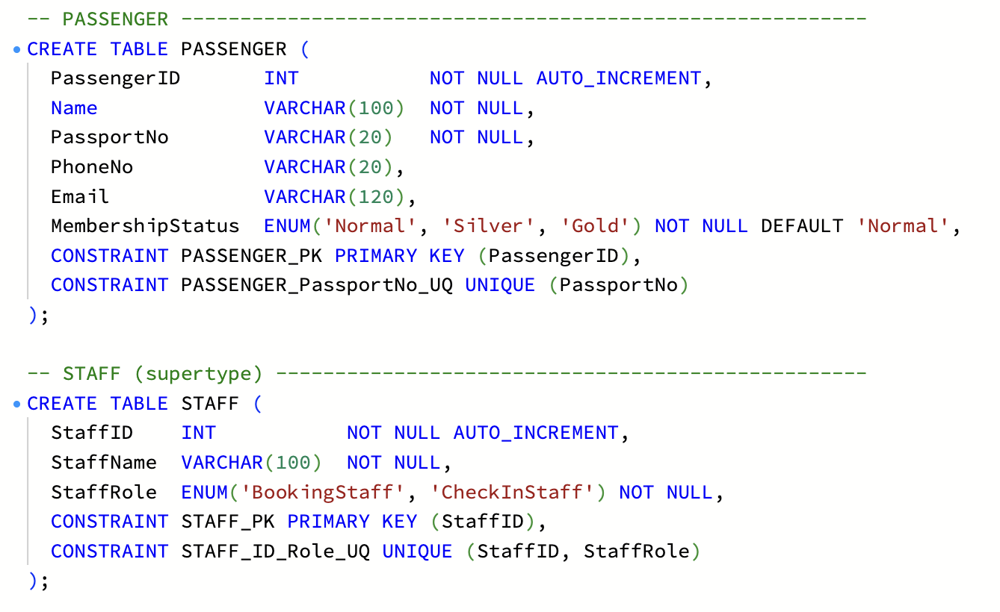 -- PASSENGER ----------------------------------------------------------
CREATE TABLE PASSENGER (
  PassengerID       INT           NOT NULL AUTO_INCREMENT,
  Name              VARCHAR(100)  NOT NULL,
  PassportNo        VARCHAR(20)   NOT NULL,
  PhoneNo           VARCHAR(20),
  Email             VARCHAR(120),
  MembershipStatus  ENUM('Normal', 'Silver', 'Gold') NOT NULL DEFAULT 'Normal',
  CONSTRAINT PASSENGER_PK PRIMARY KEY (PassengerID),
  CONSTRAINT PASSENGER_PassportNo_UQ UNIQUE (PassportNo)
);
-- STAFF (supertype) --------------------------------------------------
CREATE TABLE STAFF (
  StaffID    INT           NOT NULL AUTO_INCREMENT,
  StaffName  VARCHAR(100)  NOT NULL,
  StaffRole  ENUM('BookingStaff', 'CheckInStaff') NOT NULL,
  CONSTRAINT STAFF_PK PRIMARY KEY (StaffID),
  CONSTRAINT STAFF_ID_Role_UQ UNIQUE (StaffID, StaffRole)
);